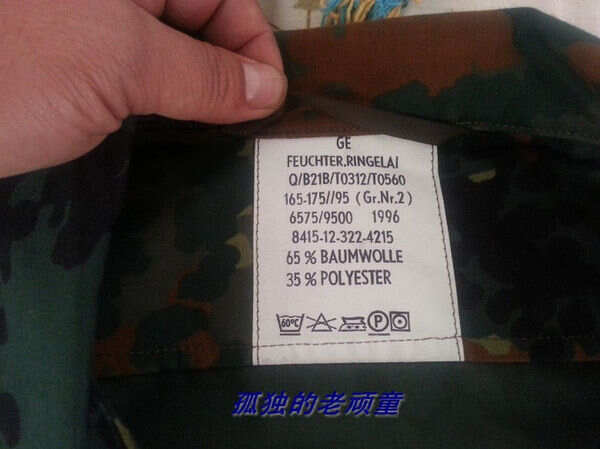 GE
FEUCHTER,RINGELAI
Q/B21B/T0312/T0560
165-175//95 (Gr.Nr.2)
6575/9500 1996
8415-12-322-4215
65 % BAUMWOLLE
35 % POLYESTER
60°C P
孤独的老顽童